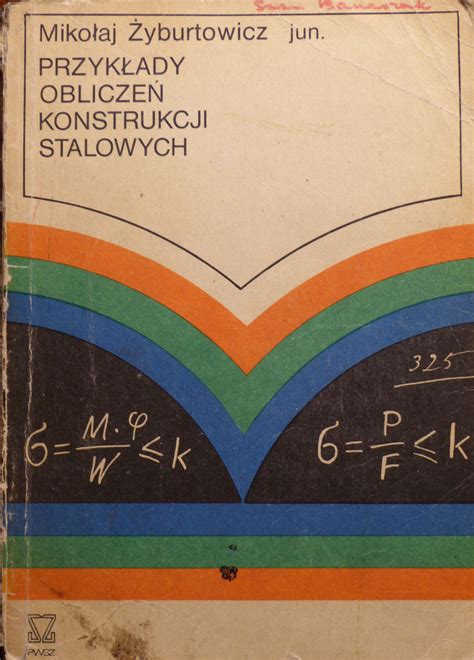 Mikołaj Żyburtowicz jun.
PRZYKŁADY
OBLICZEŃ
KONSTRUKCJI
STALOWYCH
325
σ = M·φ/W ≤ k
σ = P/F ≤ k
PWSZ